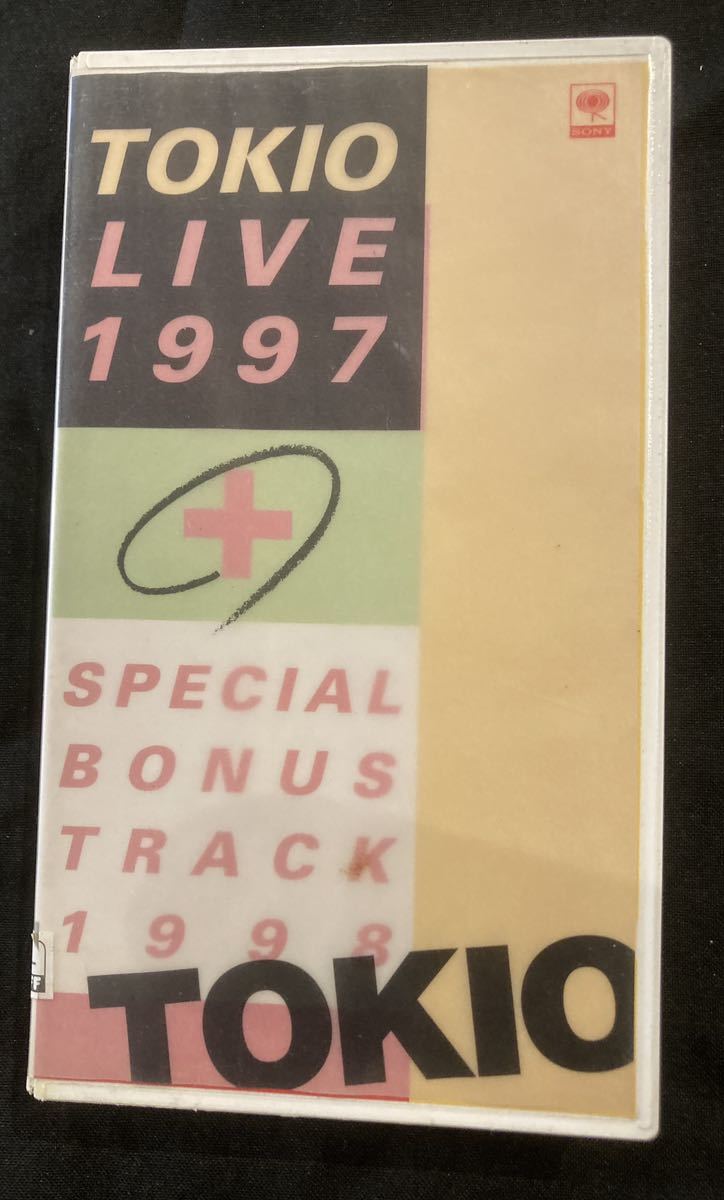 TOKIO
LIVE
1997
SONY
+
SPECIAL
BONUS
TRACK
1998
TOKIO